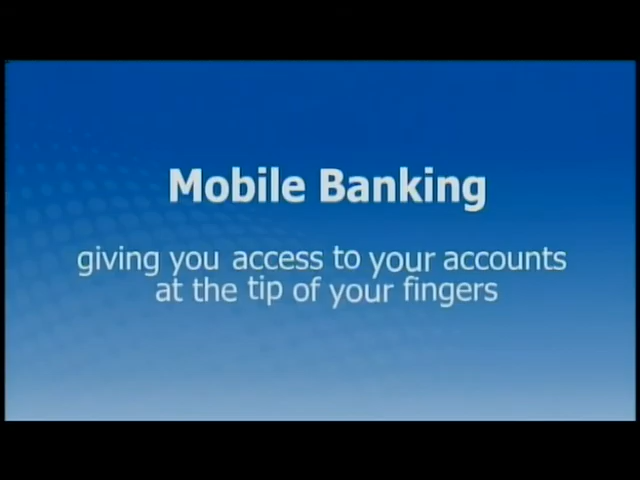 Mobile Banking
giving you access to your accounts
at the tip of your fingers